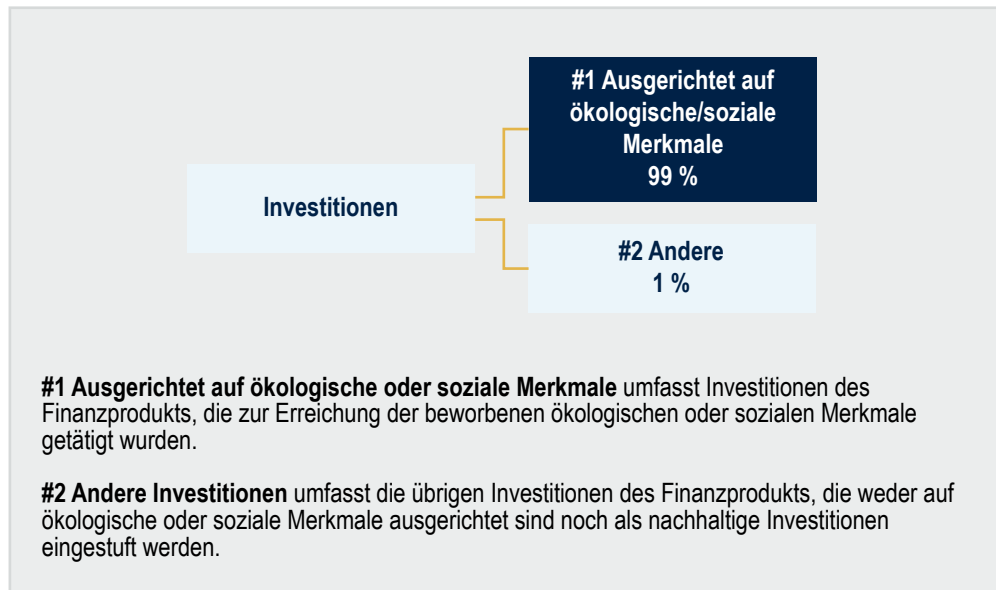 #1 Ausgerichtet auf
ökologische/soziale
Merkmale
99 %
Investitionen
#2 Andere
1 %
#1 Ausgerichtet auf ökologische oder soziale Merkmale umfasst Investitionen des
Finanzprodukts, die zur Erreichung der beworbenen ökologischen oder sozialen Merkmale
getätigt wurden.
#2 Andere Investitionen umfasst die übrigen Investitionen des Finanzprodukts, die weder auf
ökologische oder soziale Merkmale ausgerichtet sind noch als nachhaltige Investitionen
eingestuft werden.